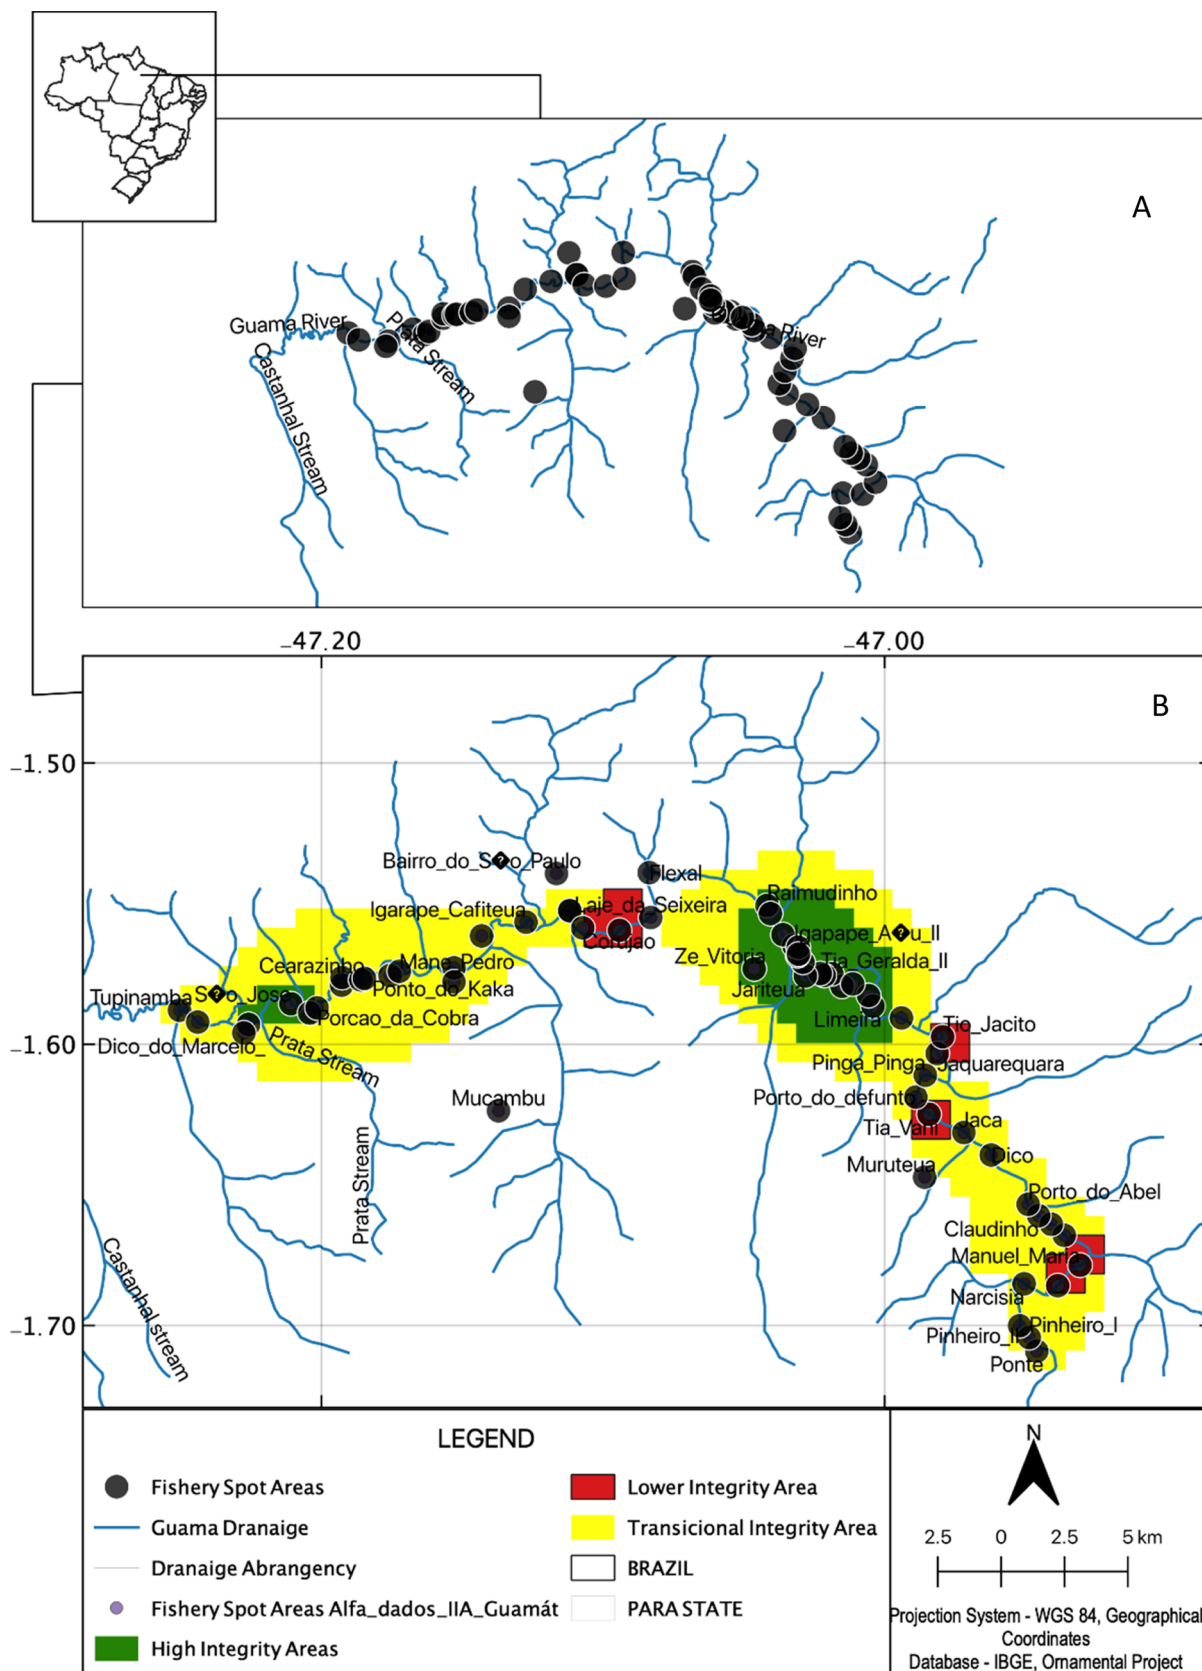 A
Guama River
Prata Stream
Castanhal Stream
River
−47.20
−47.00
B
−1.50
Bairro_do_S�o_Paulo
Flexal
Raimudinho
Igarape_Cafiteua
Laje_da_Seixeira
Corujao
Igapape_A�u_II
Cearazinho
Mane_Pedro
Ze_Vitoria
Tia_Geralda_II
Tupinamba
S�o_Jose
Ponto_do_Kaka
Jariteua
Porcao_da_Cobra
Limeira
Tio_Jacito
−1.60
Dico_do_Marcelo_
Prata Stream
Pinga_Pinga
Jaquarequara
Mucambu
Porto_do_defunto
Tia_Vani
Jaca
Prata Stream
Muruteua
Dico
Porto_do_Abel
Claudinho
Castanhal stream
Manuel_Maria
Narcisia
−1.70
Pinheiro_I
Pinheiro_II
Ponte
LEGEND
Fishery Spot Areas
Guama Dranaige
Dranaige Abrangency
Fishery Spot Areas Alfa_dados_IIA_Guamát
High Integrity Areas
Lower Integrity Area
Transicional Integrity Area
BRAZIL
PARA STATE
N
2.5 0 2.5 5 km
Projection System - WGS 84, Geographical
Coordinates
Database - IBGE, Ornamental Project